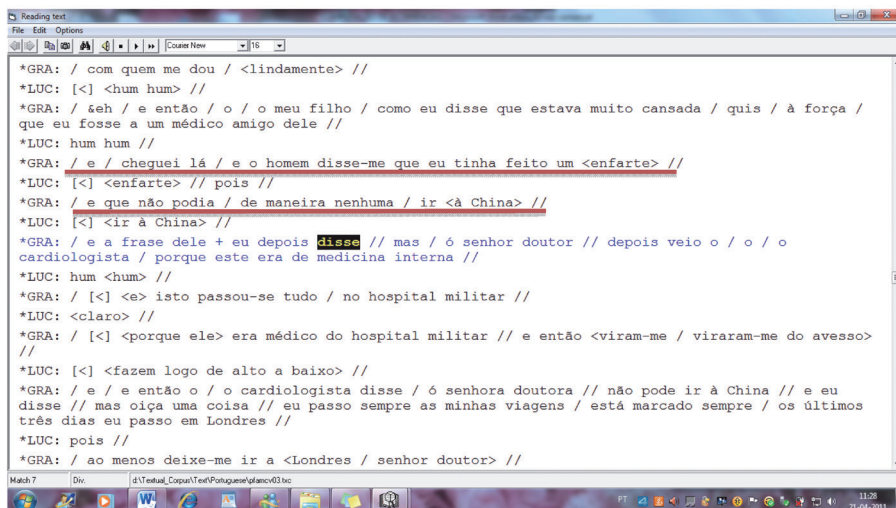 Reading text
File Edit Options
Courier New 16
*GRA: / com quem me dou / <lindamente> //
*LUC: [<] <hum hum> //
*GRA: / &eh / e então / o / o meu filho / como eu disse que estava muito cansada / quis / à força /
que eu fosse a um médico amigo dele //
*LUC: hum hum //
*GRA: / e / cheguei lá / e o homem disse-me que eu tinha feito um <enfarte> //
*LUC: [<] <enfarte> // pois //
*GRA: / e que não podia / de maneira nenhuma / ir <à China> //
*LUC: [<] <ir à China> //
*GRA: / e a frase dele + eu depois disse // mas / ó senhor doutor // depois veio o / o / o
cardiologista / porque este era de medicina interna //
*LUC: hum <hum> //
*GRA: / [<] <e> isto passou-se tudo / no hospital militar //
*LUC: <claro> //
*GRA: / [<] <porque ele> era médico do hospital militar // e então <viram-me / viraram-me do avesso>
//
*LUC: [<] <fazem logo de alto a baixo> //
*GRA: / e / e então o / o cardiologista disse / ó senhora doutora // não pode ir à China // e eu
disse // mas oiça uma coisa // eu passo sempre as minhas viagens / está marcado sempre / os últimos
três dias eu passo em Londres //
*LUC: pois //
*GRA: / ao menos deixe-me ir a <Londres / senhor doutor> //
Match 7 Div. d:\Textual_Corpus\Text\Portuguese\pfamcv03.txc
PT 11:28
21-04-2011